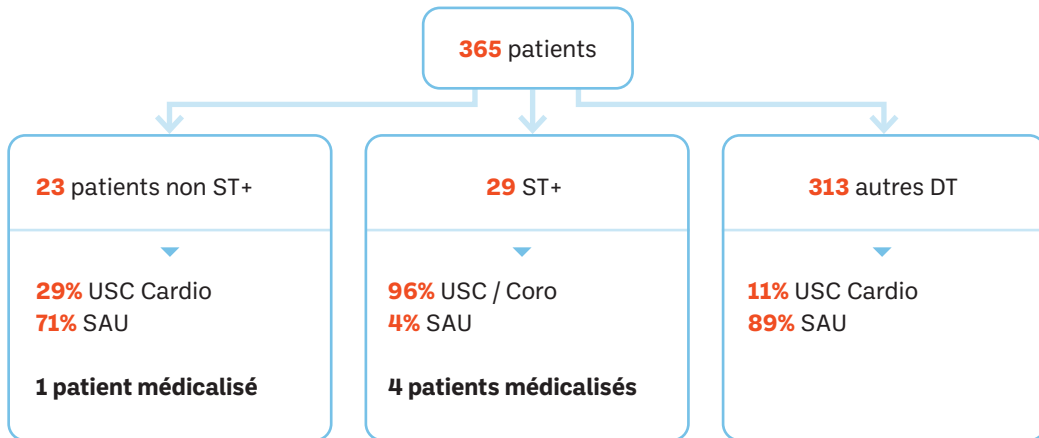 365 patients
23 patients non ST+
29% USC Cardio
71% SAU
1 patient médicalisé
29 ST+
96% USC / Coro
4% SAU
4 patients médicalisés
313 autres DT
11% USC Cardio
89% SAU